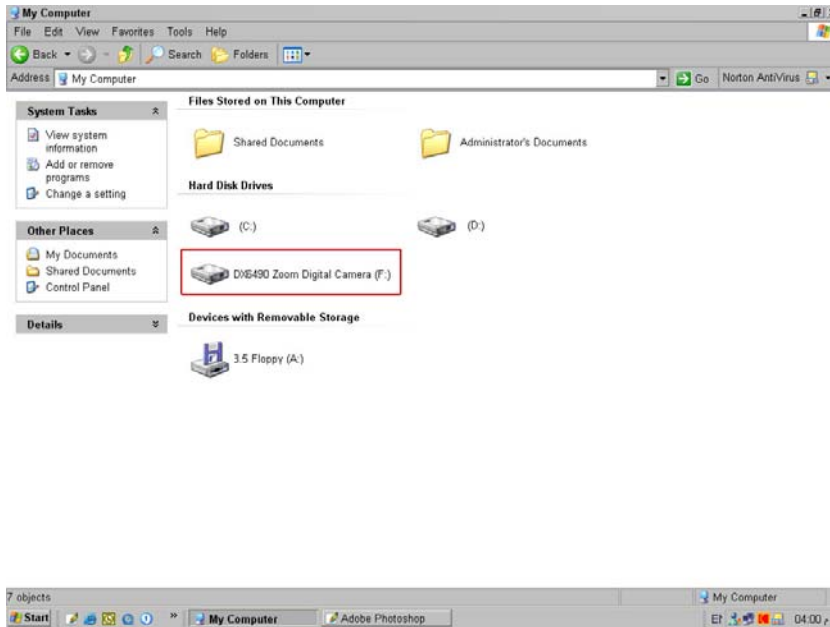 My Computer
File Edit View Favorites Tools Help
Back Search Folders
Address My Computer Go Norton AntiVirus
System Tasks
View system
information
Add or remove
programs
Change a setting
Other Places
My Documents
Shared Documents
Control Panel
Details
Files Stored on This Computer
Shared Documents Administrator's Documents
Hard Disk Drives
(C:) (D:)
DX6490 Zoom Digital Camera (F:)
Devices with Removable Storage
3.5 Floppy (A:)
7 objects My Computer
Start My Computer Adobe Photoshop 04:00